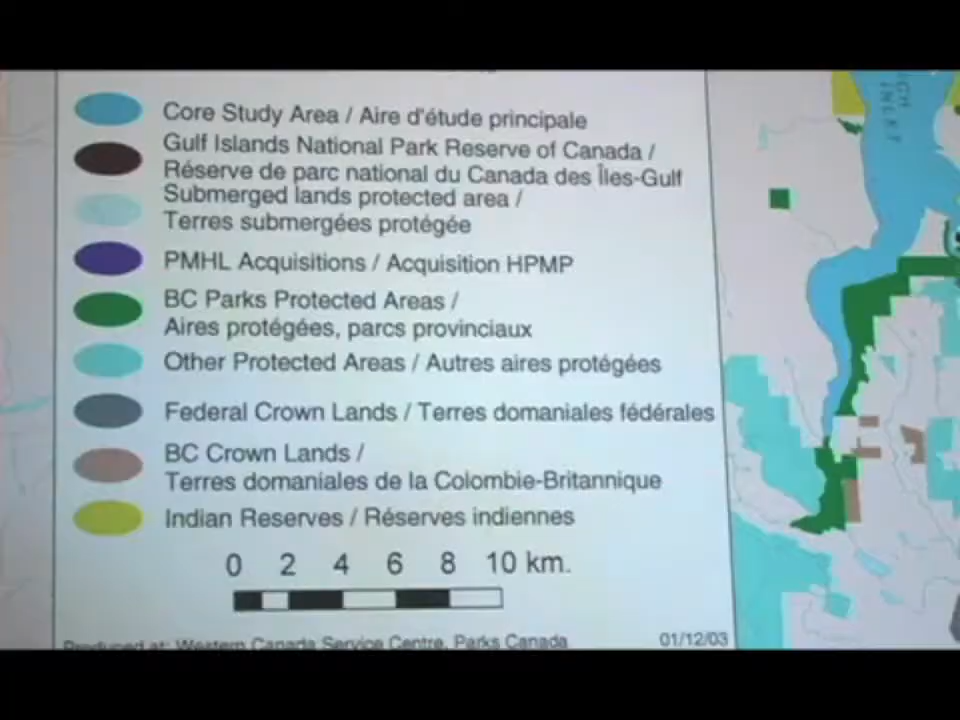 Core Study Area / Aire d'étude principale
Gulf Islands National Park Reserve of Canada /
Réserve de parc national du Canada des Îles-Gulf
Submerged lands protected area /
Terres submergées protégée
PMHL Acquisitions / Acquisition HPMP
BC Parks Protected Areas /
Aires protégées, parcs provinciaux
Other Protected Areas / Autres aires protégées
Federal Crown Lands / Terres domaniales fédérales
BC Crown Lands /
Terres domaniales de la Colombie-Britannique
Indian Reserves / Réserves indiennes
0 2 4 6 8 10 km.
Produced at: Western Canada Service Centre, Parks Canada 01/12/03
INLET